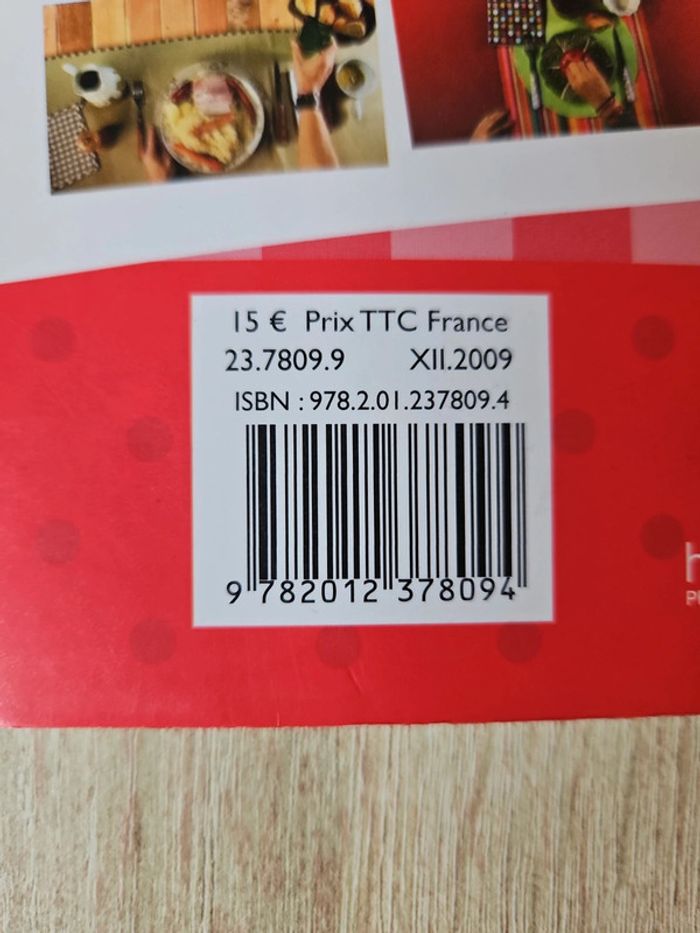 15 € Prix TTC France
23.7809.9 XII.2009
ISBN : 978.2.01.237809.4
9 782012 378094